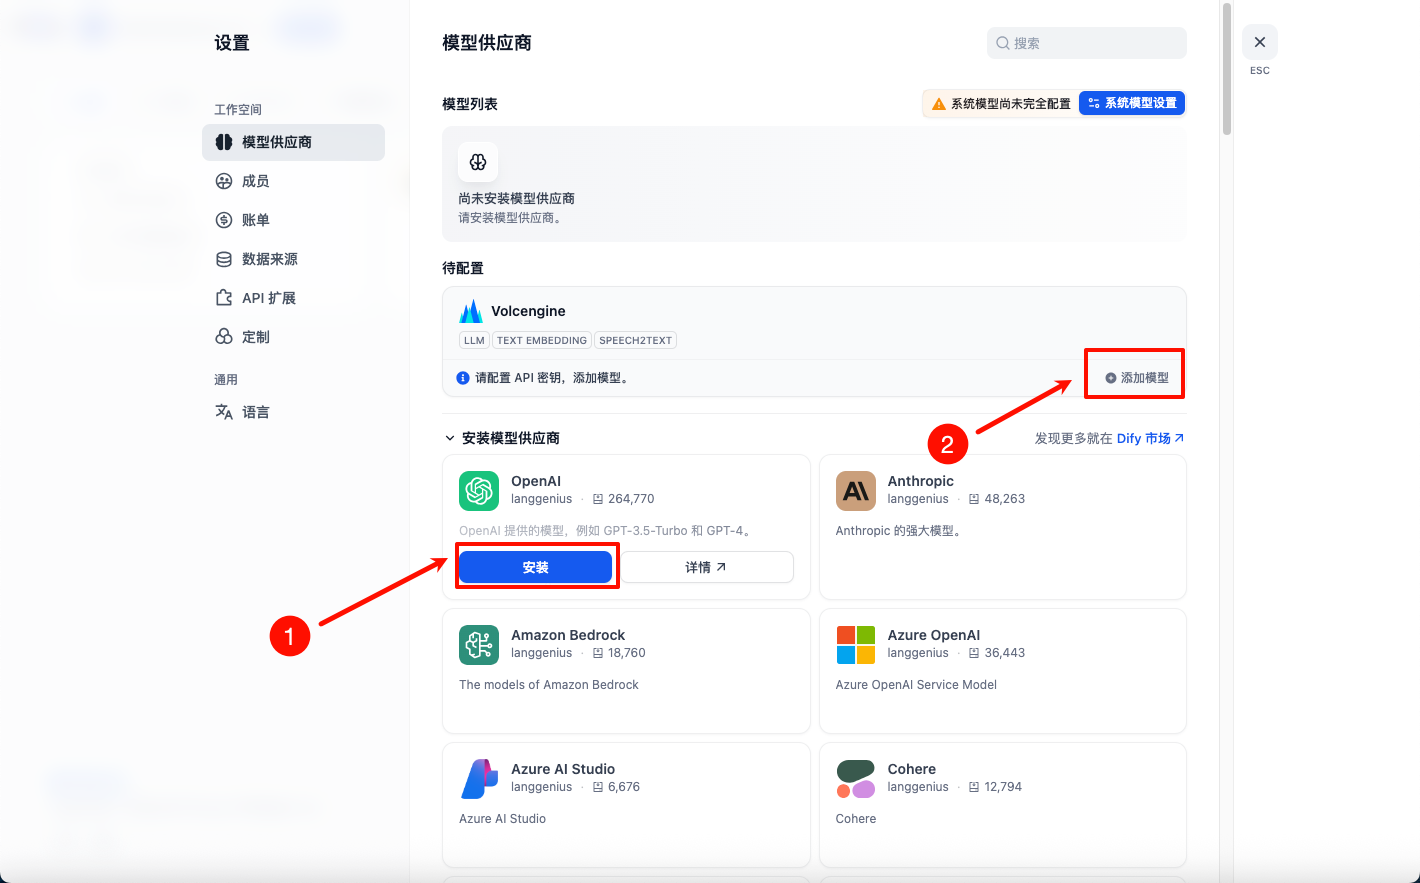 设置
工作空间
模型供应商
成员
账单
数据来源
API 扩展
定制
通用
语言
模型供应商
搜索
ESC
模型列表
系统模型尚未完全配置
系统模型设置
尚未安装模型供应商
请安装模型供应商。
待配置
Volcengine
LLM
TEXT EMBEDDING
SPEECH2TEXT
请配置 API 密钥，添加模型。
添加模型
2
安装模型供应商
发现更多就在 Dify 市场
OpenAI
langgenius · 264,770
OpenAI 提供的模型，例如 GPT-3.5-Turbo 和 GPT-4。
安装
详情
1
Anthropic
langgenius · 48,263
Anthropic 的强大模型。
Amazon Bedrock
langgenius · 18,760
The models of Amazon Bedrock
Azure OpenAI
langgenius · 36,443
Azure OpenAI Service Model
Azure AI Studio
langgenius · 6,676
Azure AI Studio
Cohere
langgenius · 12,794
Cohere